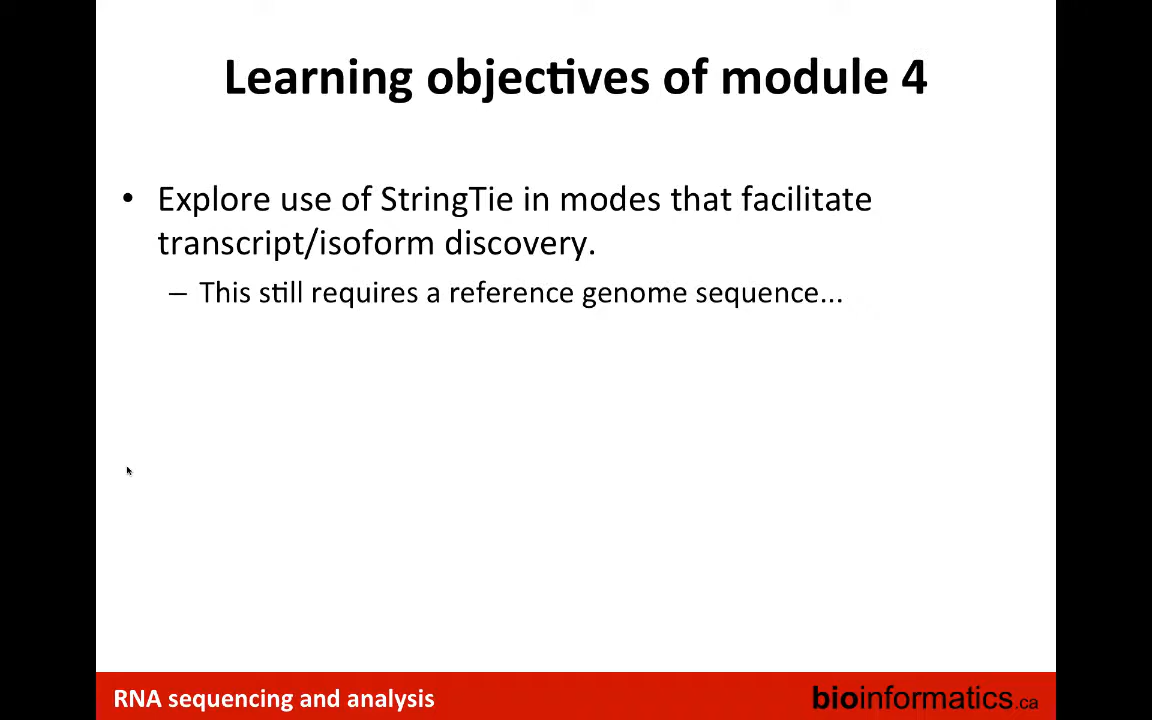 Learning objectives of module 4
• Explore use of StringTie in modes that facilitate
transcript/isoform discovery.
– This still requires a reference genome sequence...
RNA sequencing and analysis
bioinformatics.ca